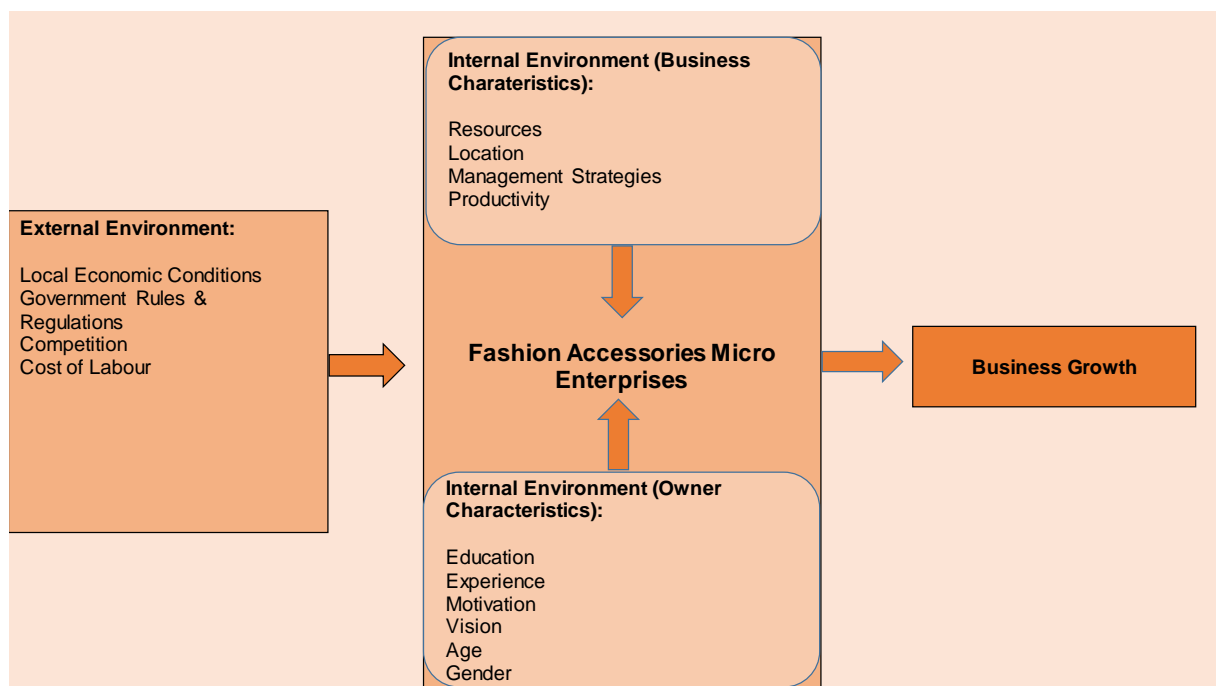 External Environment:
Local Economic Conditions
Government Rules &
Regulations
Competition
Cost of Labour
Internal Environment (Business
Charateristics):
Resources
Location
Management Strategies
Productivity
Fashion Accessories Micro
Enterprises
Internal Environment (Owner
Characteristics):
Education
Experience
Motivation
Vision
Age
Gender
Business Growth